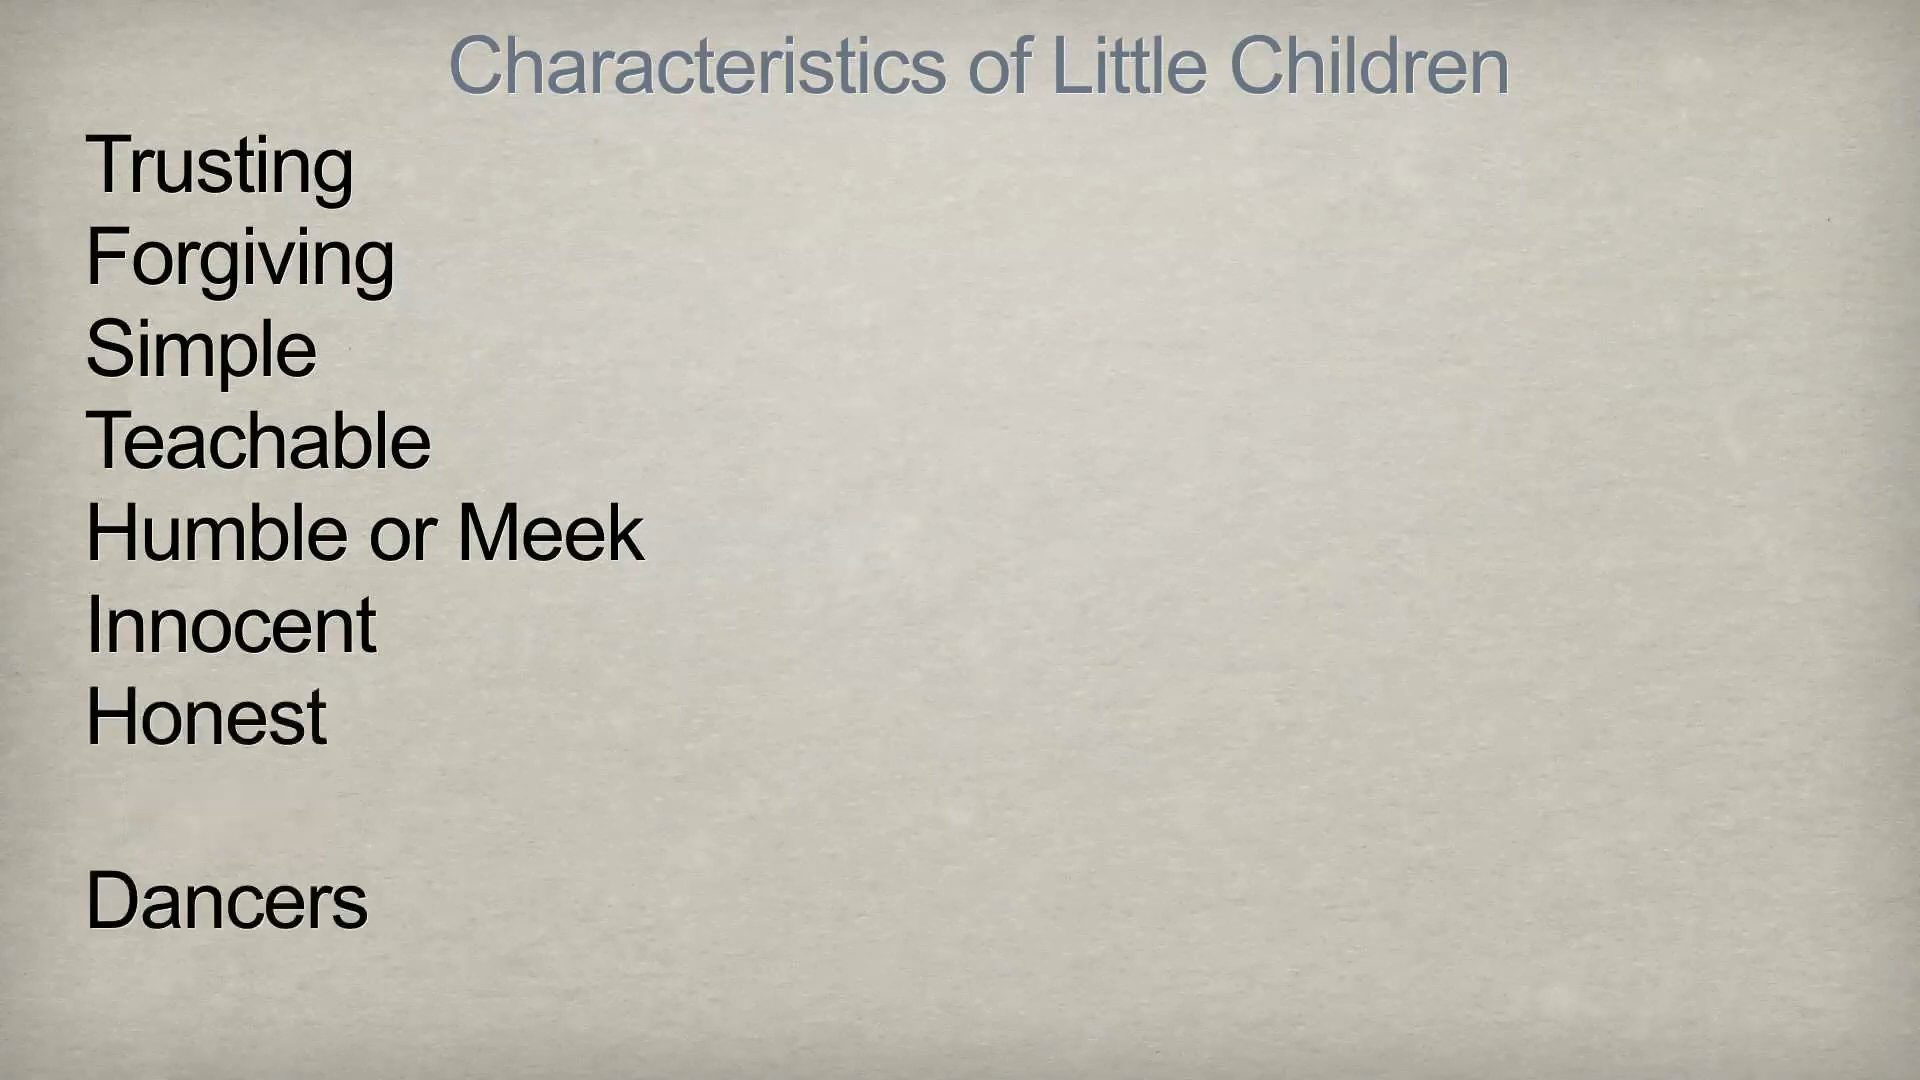 Characteristics of Little Children
Trusting
Forgiving
Simple
Teachable
Humble or Meek
Innocent
Honest
Dancers